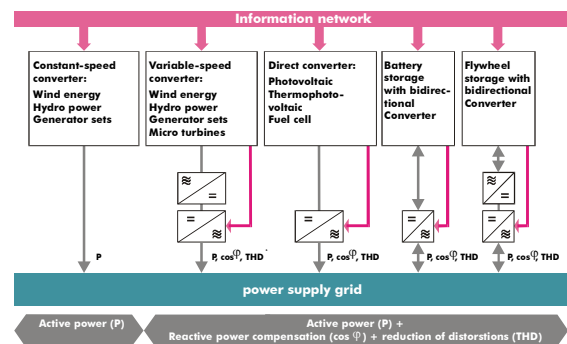 Information network
Constant-speed
converter:
Wind energy
Hydro power
Generator sets
Variable-speed
converter:
Wind energy
Hydro power
Generator sets
Micro turbines
Direct converter:
Photovoltaic
Thermophoto-
voltaic
Fuel cell
Battery
storage
with bidirec-
tional
Converter
Flywheel
storage with
bidirectional
Converter
P
P, cosφ, THD
P, cosφ, THD
P, cosφ, THD
P, cosφ, THD
power supply grid
Active power (P)
Active power (P) +
Reactive power compensation (cos φ) + reduction of distorstions (THD)